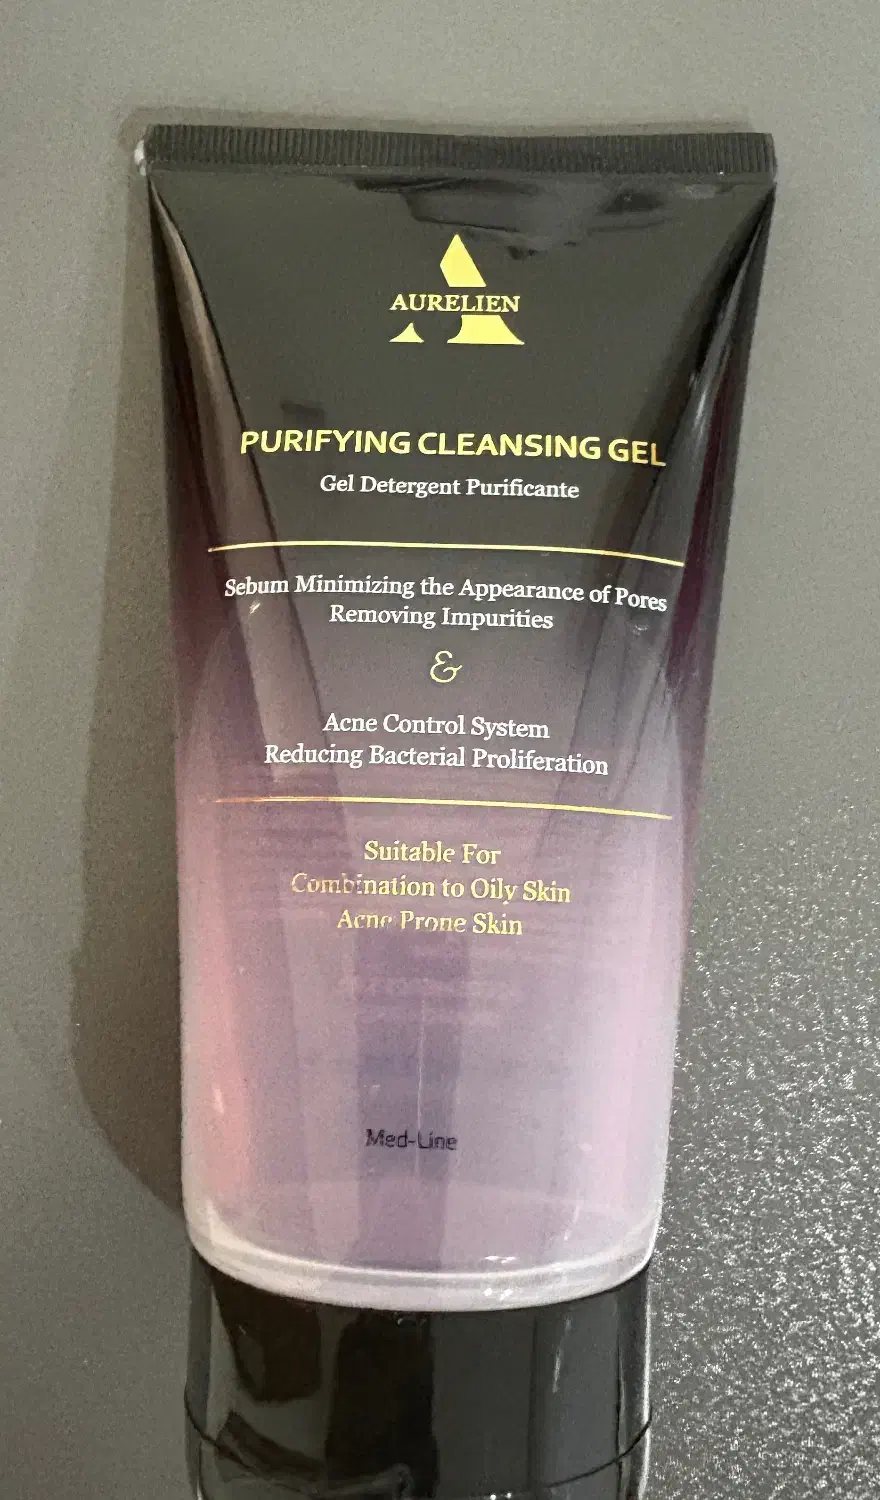 AURELIEN
PURIFYING CLEANSING GEL
Gel Detergent Purificante
Sebum Minimizing the Appearance of Pores
Removing Impurities
&
Acne Control System
Reducing Bacterial Proliferation
Suitable For
Combination to Oily Skin
Acne Prone Skin
Med-Line